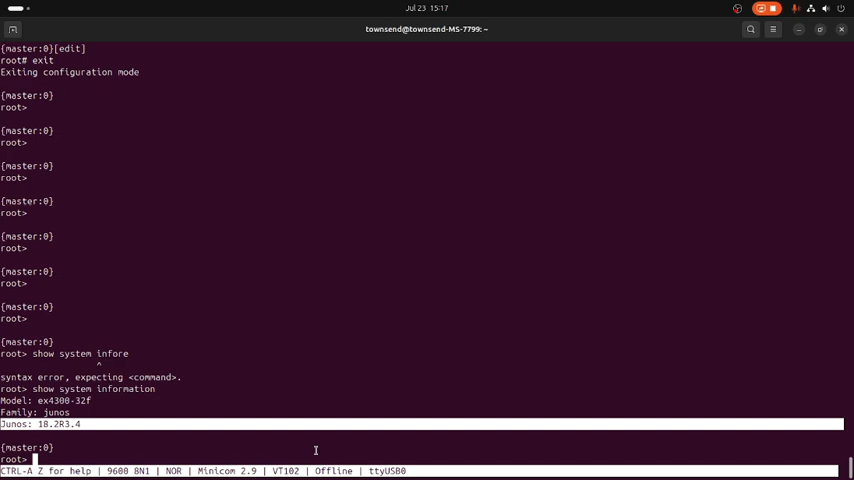 Jul 23 15:17
townsend@townsend-MS-7799: ~
{master:0}[edit]
root# exit
Exiting configuration mode
{master:0}
root>
{master:0}
root>
{master:0}
root>
{master:0}
root>
{master:0}
root>
{master:0}
root>
{master:0}
root>
{master:0}
root> show system infore
^
syntax error, expecting <command>.
root> show system information
Model: ex4300-32f
Family: junos
Junos: 18.2R3.4
{master:0}
root>
CTRL-A Z for help | 9600 8N1 | NOR | Minicom 2.9 | VT102 | Offline | ttyUSB0